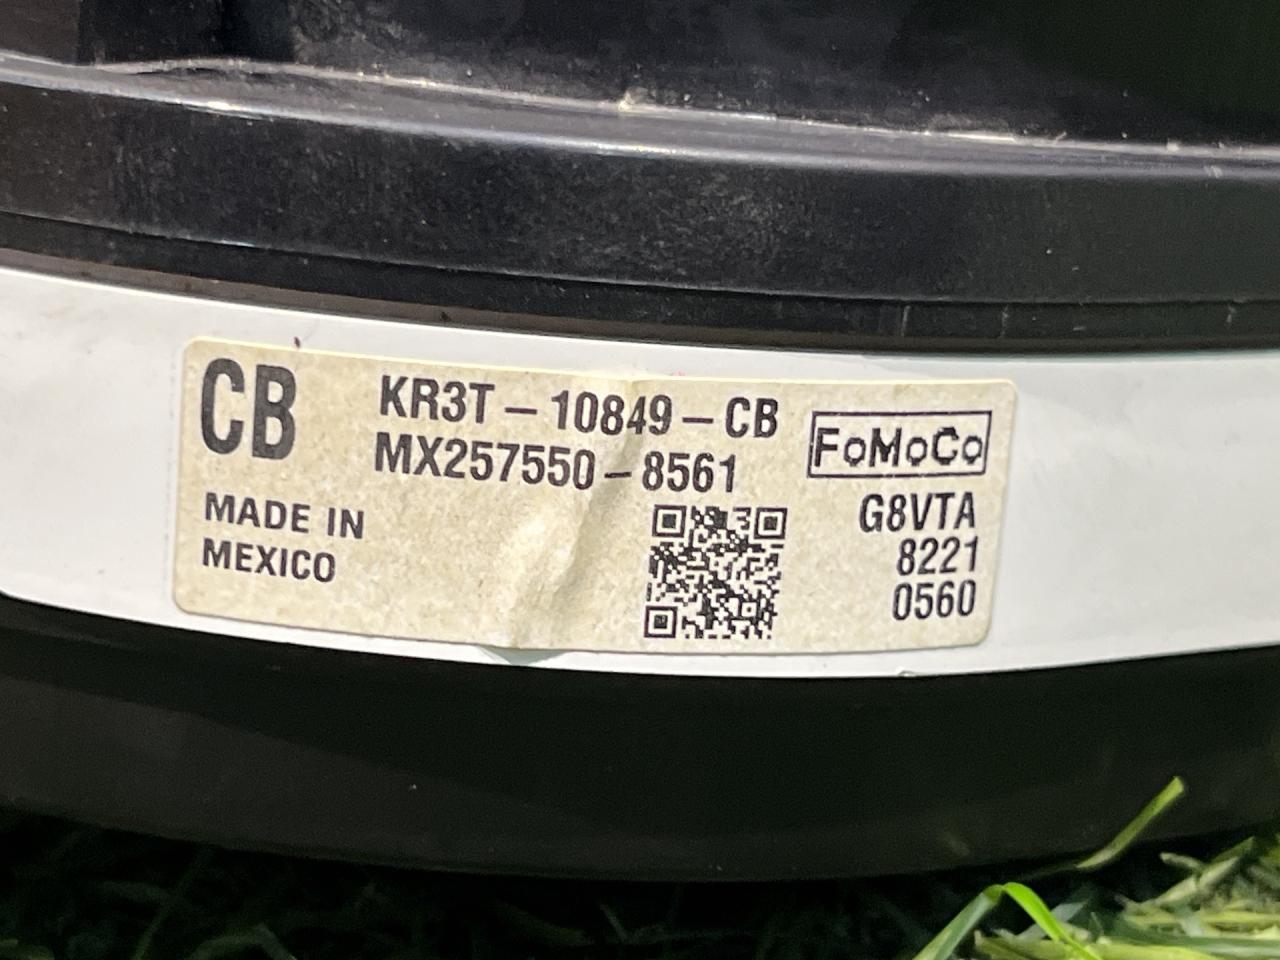 CB
KR3T-10849-CB
MX257550-8561
FoMoCo
MADE IN
MEXICO
G8VTA
8221
0560